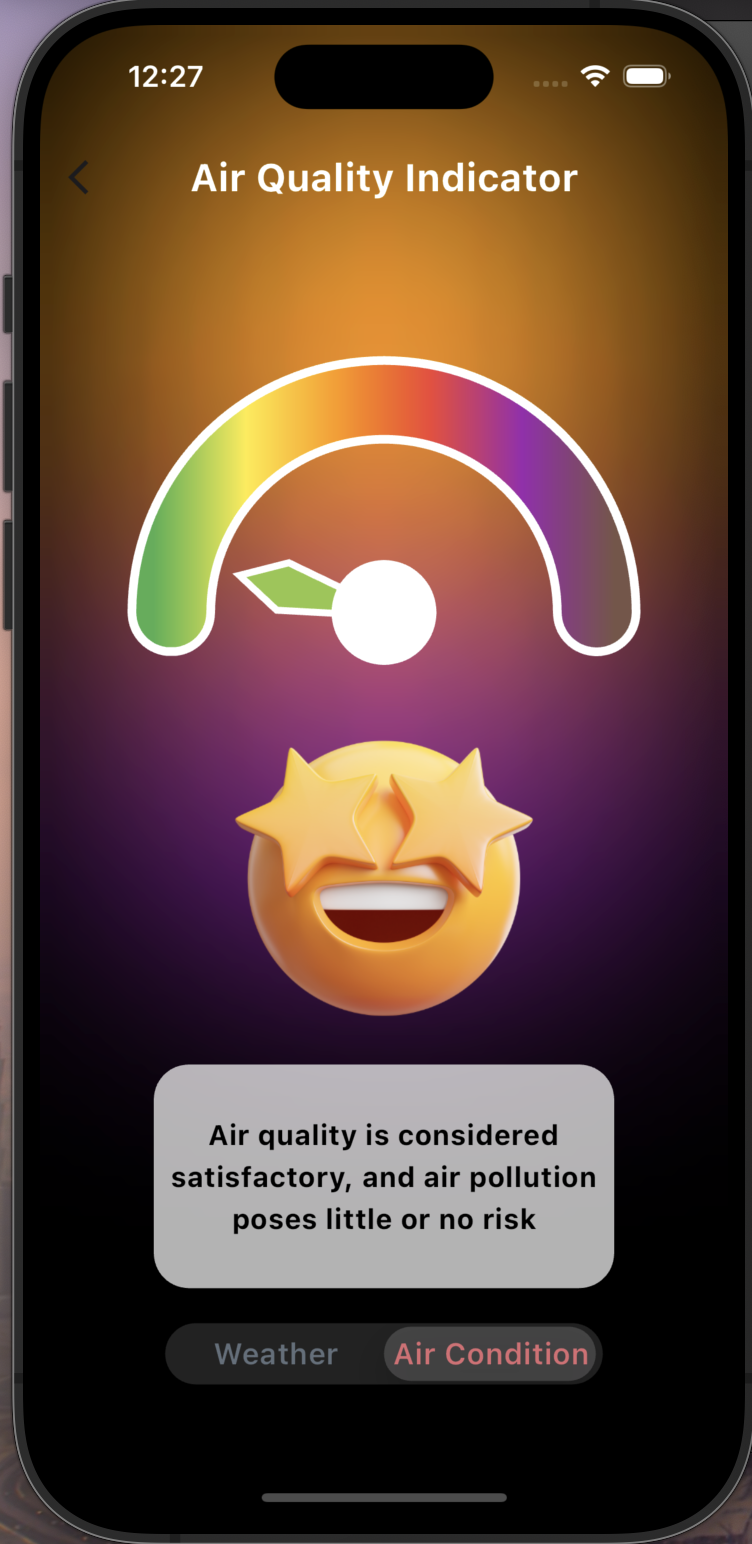 12:27
Air Quality Indicator
Air quality is considered
satisfactory, and air pollution
poses little or no risk
Weather
Air Condition